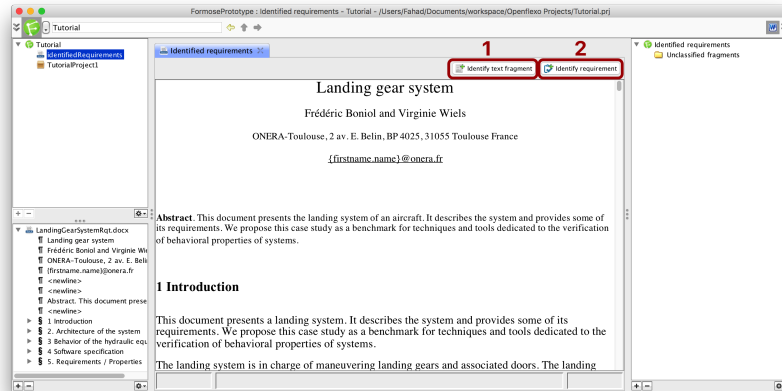 FormosePrototype : Identified requirements - Tutorial - /Users/Fahad/Documents/workspace/Openflexo Projects/Tutorial.prj
Tutorial
Tutorial
identifiedRequirements
TutorialProject1
LandingGearSystemRqt.docx
Landing gear system
Frédéric Boniol and Virginie Wi
ONERA-Toulouse, 2 av. E. Beli
{firstname.name}@onera.fr
<newline>
<newline>
Abstract. This document prese
<newline>
1 Introduction
2. Architecture of the system
3 Behavior of the hydraulic equ
4 Software specification
5. Requirements / Properties
Identified requirements
1
2
Identify text fragment
Identify requirement
Landing gear system
Frédéric Boniol and Virginie Wiels
ONERA-Toulouse, 2 av. E. Belin, BP 4025, 31055 Toulouse France
{firstname.name}@onera.fr
Abstract. This document presents the landing system of an aircraft. It describes the system and provides some of
its requirements. We propose this case study as a benchmark for techniques and tools dedicated to the verification
of behavioral properties of systems.
1 Introduction
This document presents a landing system. It describes the system and provides some of its
requirements. We propose this case study as a benchmark for techniques and tools dedicated to the
verification of behavioral properties of systems.
The landing system is in charge of maneuvering landing gears and associated doors. The landing
W
Identified requirements
Unclassified fragments